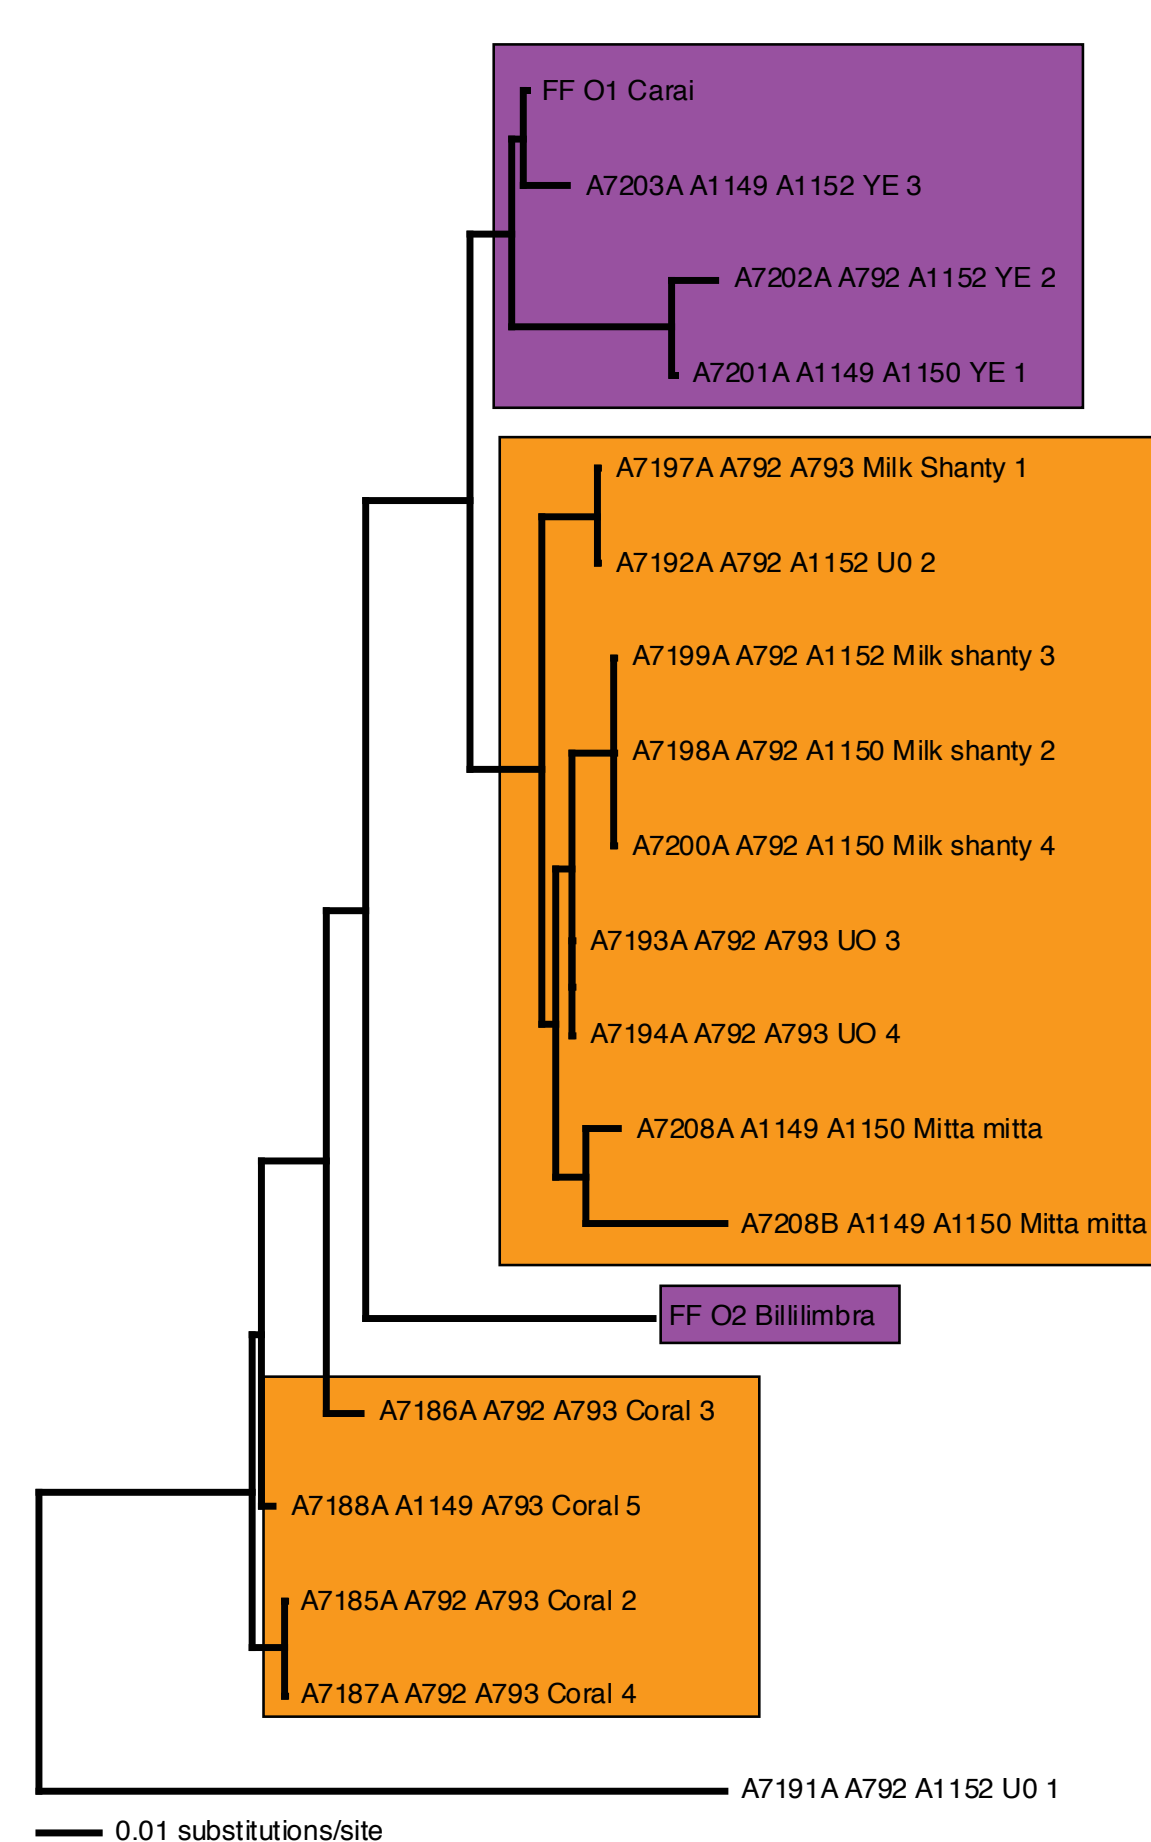 FF O1 Carai
A7203A A1149 A1152 YE 3
A7202A A792 A1152 YE 2
A7201A A1149 A1150 YE 1
A7197A A792 A793 Milk Shanty 1
A7192A A792 A1152 U0 2
A7199A A792 A1152 Milk shanty 3
A7198A A792 A1150 Milk shanty 2
A7200A A792 A1150 Milk shanty 4
A7193A A792 A793 UO 3
A7194A A792 A793 UO 4
A7208A A1149 A1150 Mitta mitta
A7208B A1149 A1150 Mitta mitta
FF O2 Billilimbra
A7186A A792 A793 Coral 3
A7188A A1149 A793 Coral 5
A7185A A792 A793 Coral 2
A7187A A792 A793 Coral 4
A7191A A792 A1152 U0 1
0.01 substitutions/site